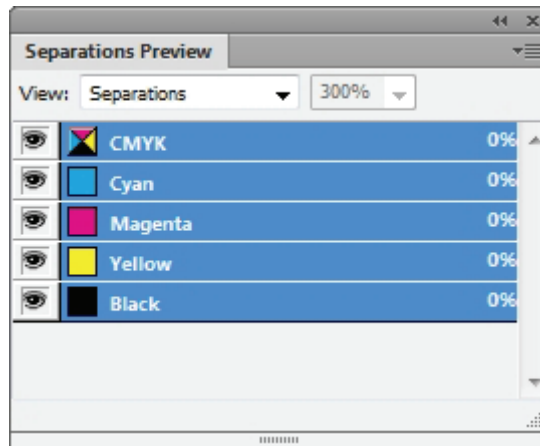 Separations Preview
View: Separations 300%
CMYK 0%
Cyan 0%
Magenta 0%
Yellow 0%
Black 0%